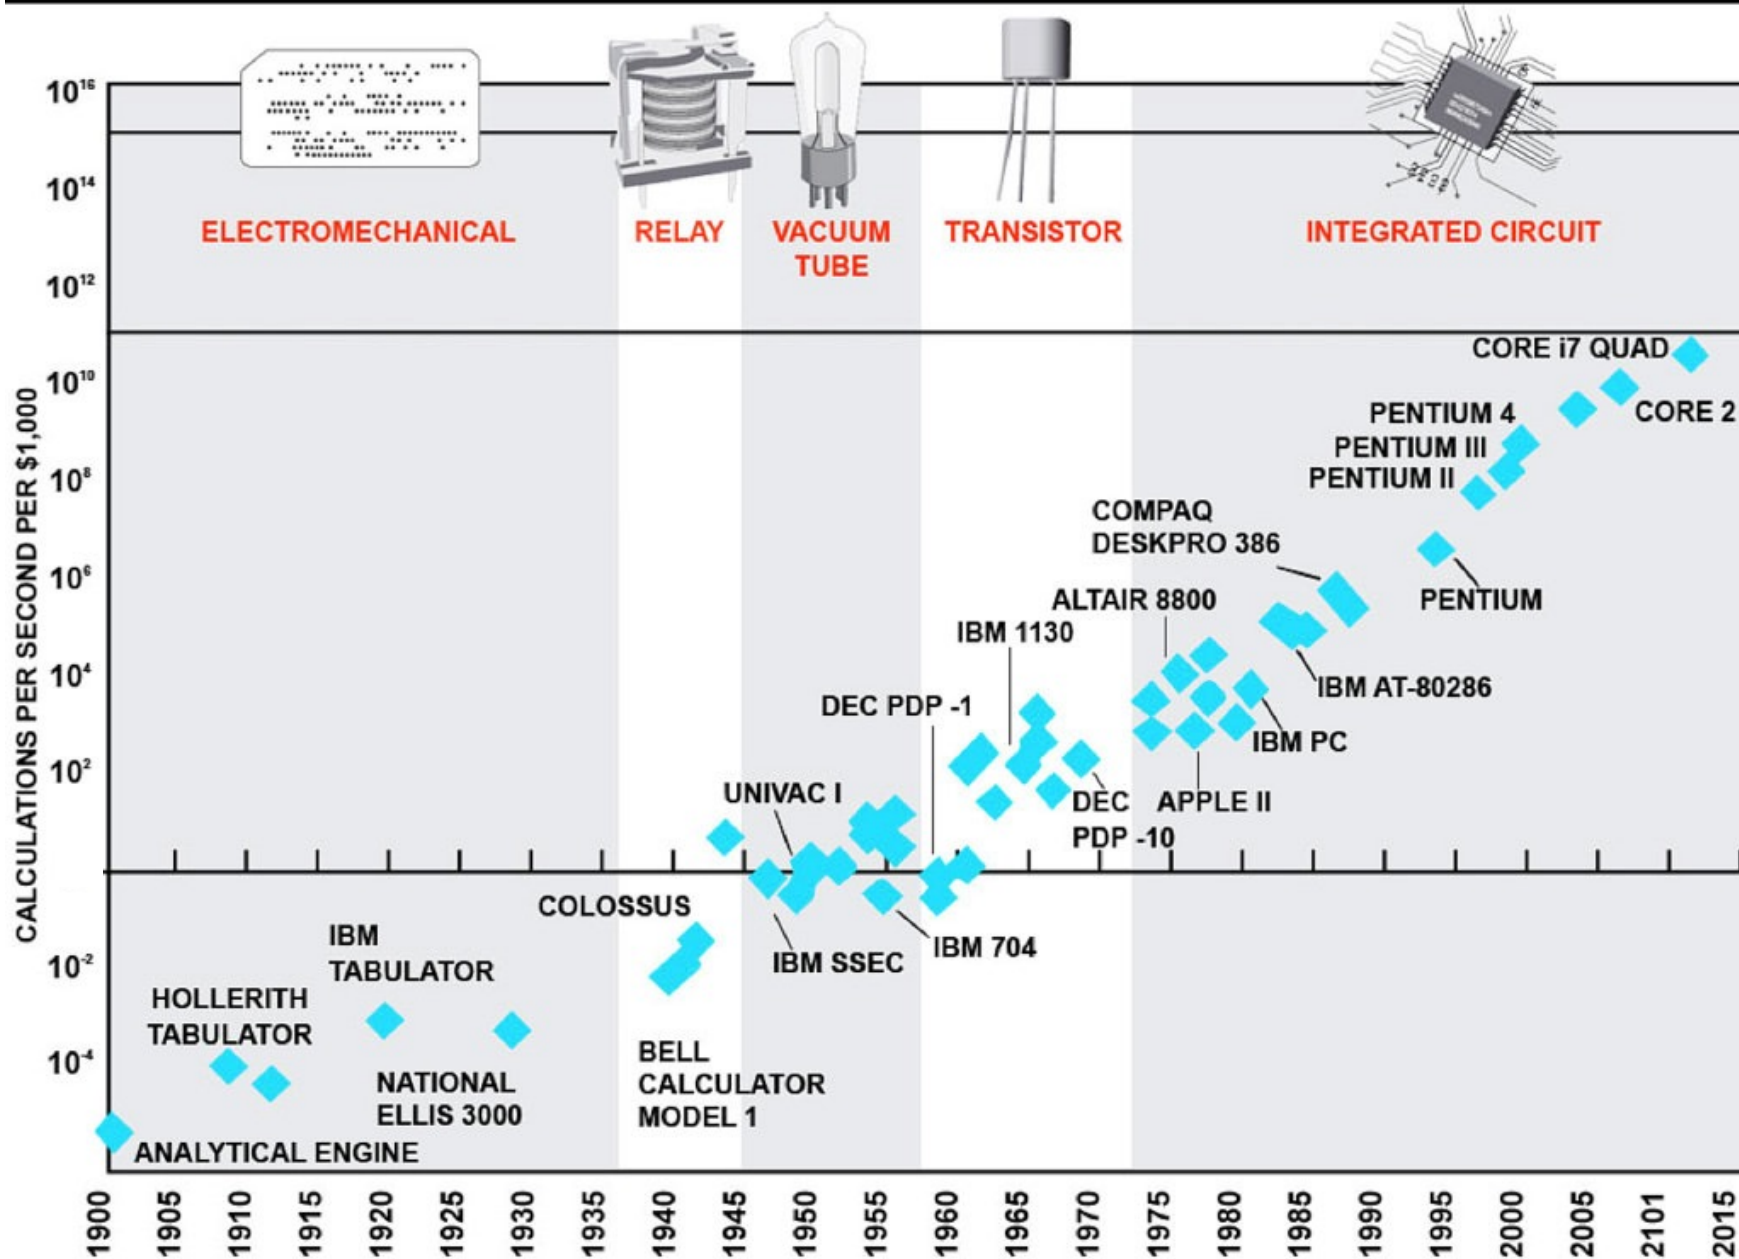 10¹⁶
10¹⁴
10¹²
10¹⁰
10⁸
10⁶
10⁴
10²
10⁻²
10⁻⁴
CALCULATIONS PER SECOND PER $1,000
ELECTROMECHANICAL
RELAY
VACUUM
TUBE
TRANSISTOR
INTEGRATED CIRCUIT
CORE i7 QUAD
CORE 2
PENTIUM 4
PENTIUM III
PENTIUM II
PENTIUM
COMPAQ
DESKPRO 386
ALTAIR 8800
IBM 1130
IBM AT-80286
DEC PDP -1
IBM PC
UNIVAC I
DEC
PDP -10
APPLE II
COLOSSUS
IBM SSEC
IBM 704
IBM
TABULATOR
HOLLERITH
TABULATOR
NATIONAL
ELLIS 3000
BELL
CALCULATOR
MODEL 1
ANALYTICAL ENGINE
1900
1905
1910
1915
1920
1925
1930
1935
1940
1945
1950
1955
1960
1965
1970
1975
1980
1985
1990
1995
2000
2005
2101
2015